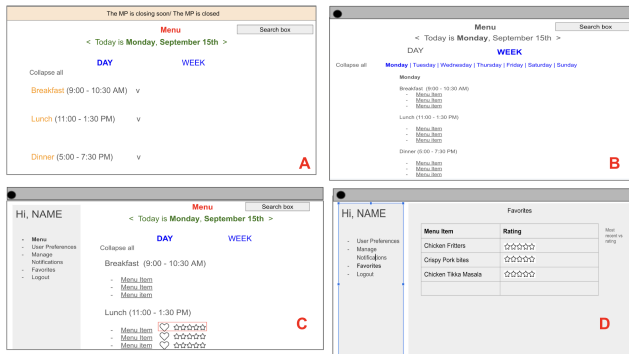 The MP is closing soon/ The MP is closed
Menu
Search box
< Today is Monday, September 15th >
DAY WEEK
Collapse all
Breakfast (9:00 - 10:30 AM) v
Lunch (11:00 - 1:30 PM) v
Dinner (5:00 - 7:30 PM) v
A
Menu
Search box
< Today is Monday, September 15th >
DAY WEEK
Collapse all
Monday | Tuesday | Wednesday | Thursday | Friday | Saturday | Sunday
Monday
Breakfast (9:00 - 10:30 AM)
- Menu Item
- Menu Item
- Menu Item
Lunch (11:00 - 1:30 PM)
- Menu Item
- Menu Item
- Menu Item
Dinner (5:00 - 7:30 PM)
- Menu Item
- Menu Item
- Menu Item
B
Hi, NAME
- Menu
- User Preferences
- Manage
Notifications
- Favorites
- Logout
Menu
Search box
< Today is Monday, September 15th >
DAY WEEK
Collapse all
Breakfast (9:00 - 10:30 AM)
- Menu Item
- Menu Item
- Menu Item
Lunch (11:00 - 1:30 PM)
- Menu Item
- Menu Item
- Menu Item
C
Hi, NAME
- User Preferences
- Manage
Notifications
- Favorites
- Logout
Favorites
Menu Item Rating
Chicken Fritters
Crispy Pork bites
Chicken Tikka Masala
Most
recent vs.
rating
D